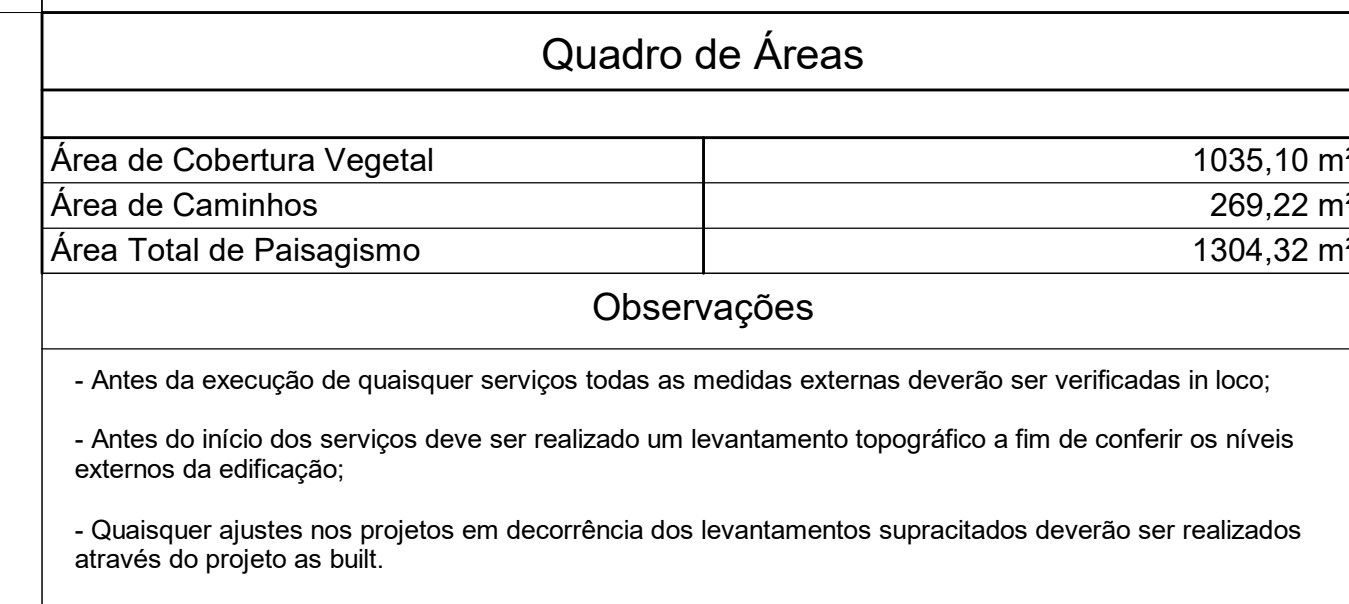 Quadro de Áreas
Área de Cobertura Vegetal 1035,10 m²
Área de Caminhos 269,22 m²
Área Total de Paisagismo 1304,32 m²
Observações
- Antes da execução de quaisquer serviços todas as medidas externas deverão ser verificadas in loco;
- Antes do início dos serviços deve ser realizado um levantamento topográfico a fim de conferir os níveis
externos da edificação;
- Quaisquer ajustes nos projetos em decorrência dos levantamentos supracitados deverão ser realizados
através do projeto as built.